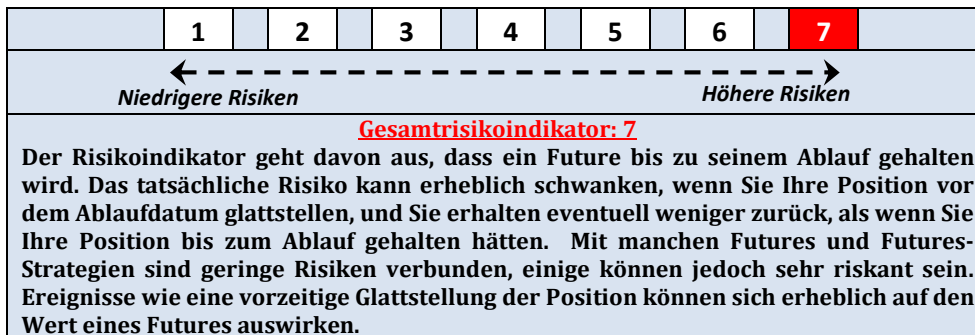 1 2 3 4 5 6 7
Niedrigere Risiken Höhere Risiken
Gesamtrisikoindikator: 7
Der Risikoindikator geht davon aus, dass ein Future bis zu seinem Ablauf gehalten
wird. Das tatsächliche Risiko kann erheblich schwanken, wenn Sie Ihre Position vor
dem Ablaufdatum glattstellen, und Sie erhalten eventuell weniger zurück, als wenn Sie
Ihre Position bis zum Ablauf gehalten hätten. Mit manchen Futures und Futures-
Strategien sind geringe Risiken verbunden, einige können jedoch sehr riskant sein.
Ereignisse wie eine vorzeitige Glattstellung der Position können sich erheblich auf den
Wert eines Futures auswirken.